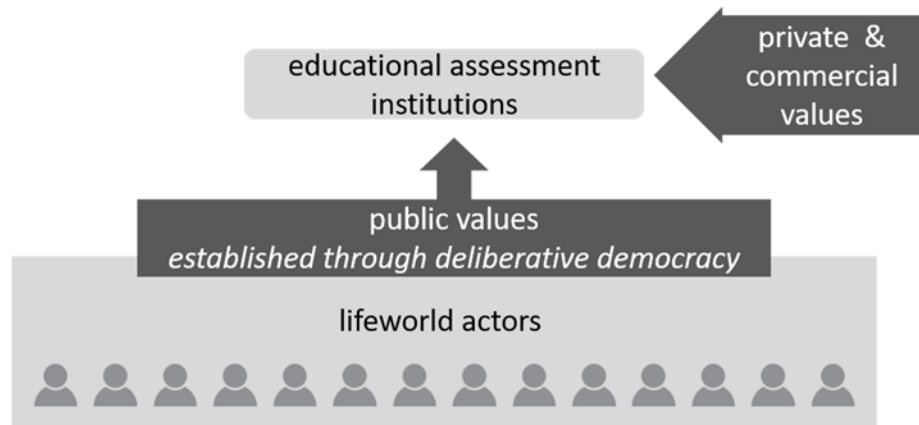 educational assessment
institutions
private &
commercial
values
public values
established through deliberative democracy
lifeworld actors